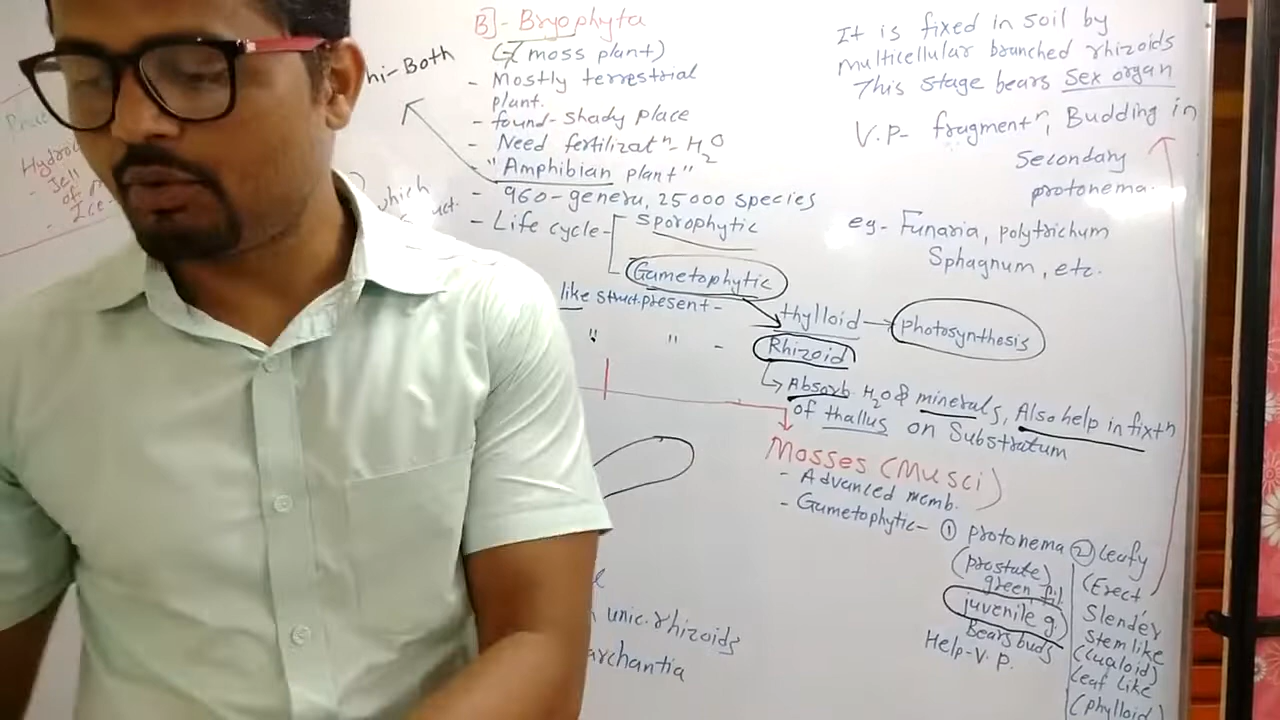 B]- Bryophyta
(moss plant)
- Mostly terrestrial
plant.
- found-shady place
- Need fertilizatⁿ- H₂O
"Amphibian plant"
- 960-genera, 25000 species
- Life cycle- Sporophytic
Gametophytic
hi-Both
which
like struct. present- thylloid → photosynthesis
" " - Rhizoid
→ Absorb H₂O & minerals, Also help in fixtn
of thallus on Substratum
Mosses (Musci)
- Advanced memb.
- Gametophytic- ① protonema ② Leafy
(prostate)
green fil
juvenile g.
Bears buds
Help-V.P.
(Erect
Slender
Stem like
Leaf like
(phylloid)
unic. rhizoids
archantia
It is fixed in soil by
multicellular branched rhizoids
This stage bears Sex organ
V.P- fragmentⁿ, Budding in
Secondary
protonema.
eg- Funaria, polytrichum
Sphagnum, etc.